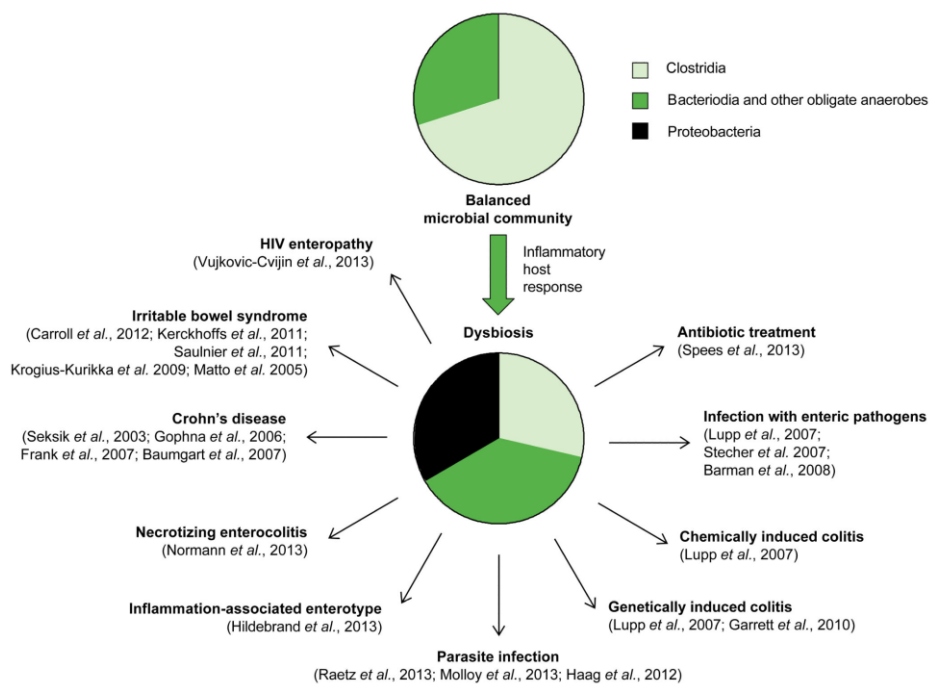 Clostridia
Bacteriodia and other obligate anaerobes
Proteobacteria
Balanced
microbial community
Inflammatory
host
response
Dysbiosis
HIV enteropathy
(Vujkovic-Cvijin et al., 2013)
Irritable bowel syndrome
(Carroll et al., 2012; Kerckhoffs et al., 2011;
Saulnier et al., 2011;
Krogius-Kurikka et al. 2009; Matto et al. 2005)
Crohn's disease
(Seksik et al., 2003; Gophna et al., 2006;
Frank et al., 2007; Baumgart et al., 2007)
Necrotizing enterocolitis
(Normann et al., 2013)
Inflammation-associated enterotype
(Hildebrand et al., 2013)
Parasite infection
(Raetz et al., 2013; Molloy et al., 2013; Haag et al., 2012)
Antibiotic treatment
(Spees et al., 2013)
Infection with enteric pathogens
(Lupp et al., 2007;
Stecher et al. 2007;
Barman et al., 2008)
Chemically induced colitis
(Lupp et al., 2007)
Genetically induced colitis
(Lupp et al., 2007; Garrett et al., 2010)